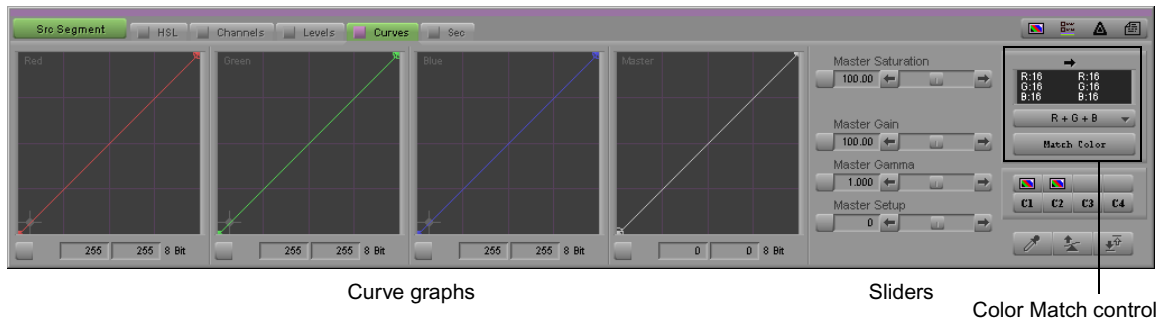 Src Segment HSL Channels Levels Curves Sec
Red Green Blue Master
Master Saturation
100.00
Master Gain
100.00
Master Gamma
1.000
Master Setup
0
255 255 8 Bit 255 255 8 Bit 255 255 8 Bit 0 0 8 Bit
R:16 R:16
G:16 G:16
B:16 B:16
R + G + B
Match Color
C1 C2 C3 C4
Curve graphs Sliders
Color Match control